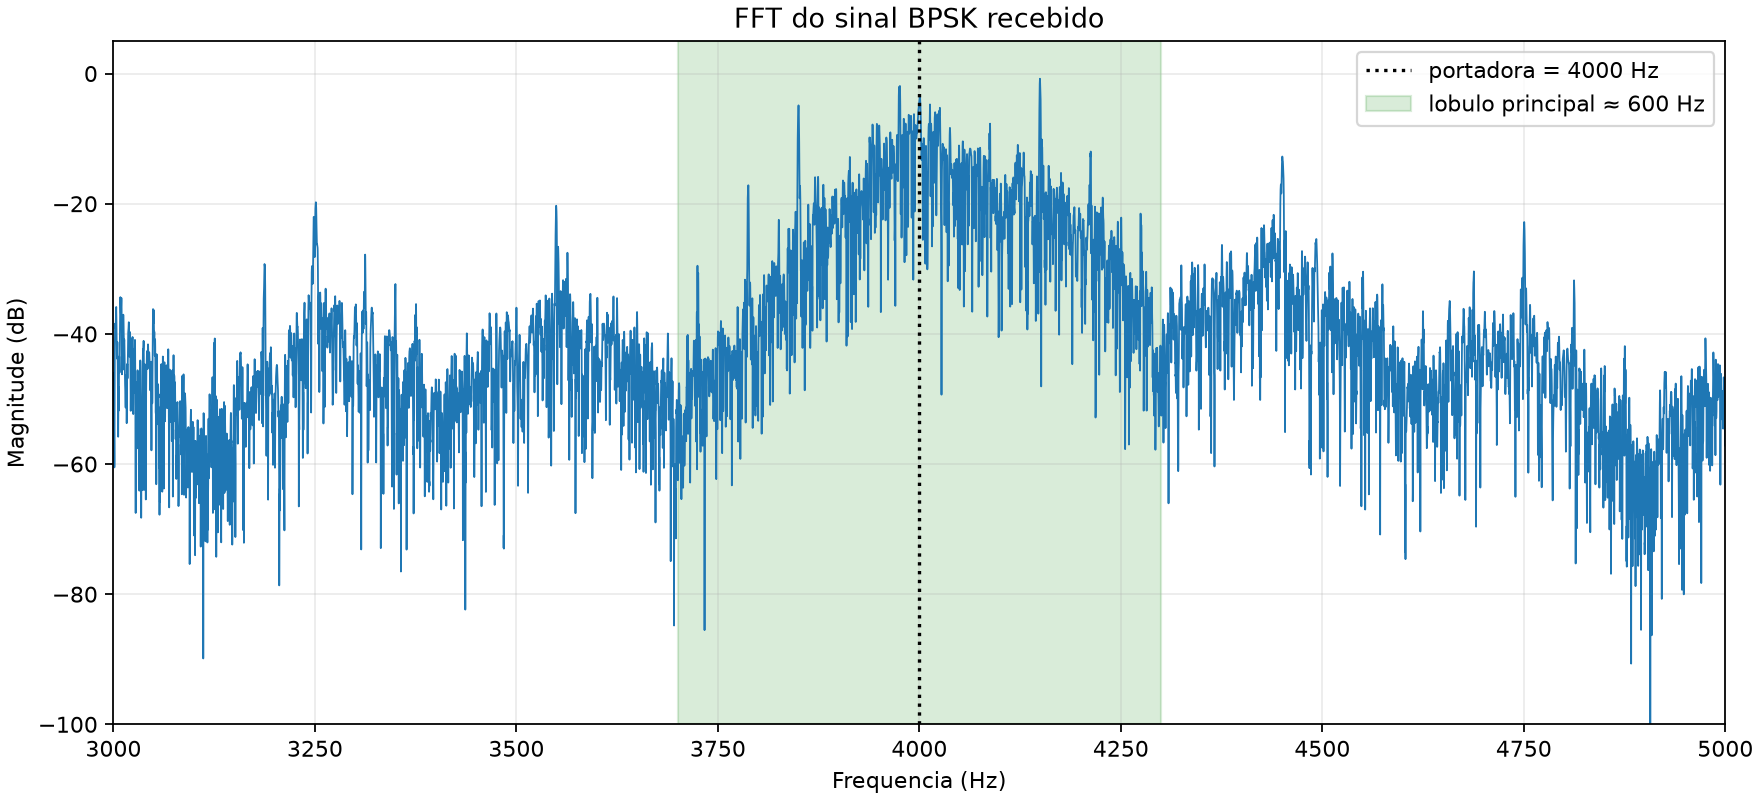 FFT do sinal BPSK recebido
portadora = 4000 Hz
lobulo principal ≈ 600 Hz
Magnitude (dB)
0
−20
−40
−60
−80
−100
3000 3250 3500 3750 4000 4250 4500 4750 5000
Frequencia (Hz)